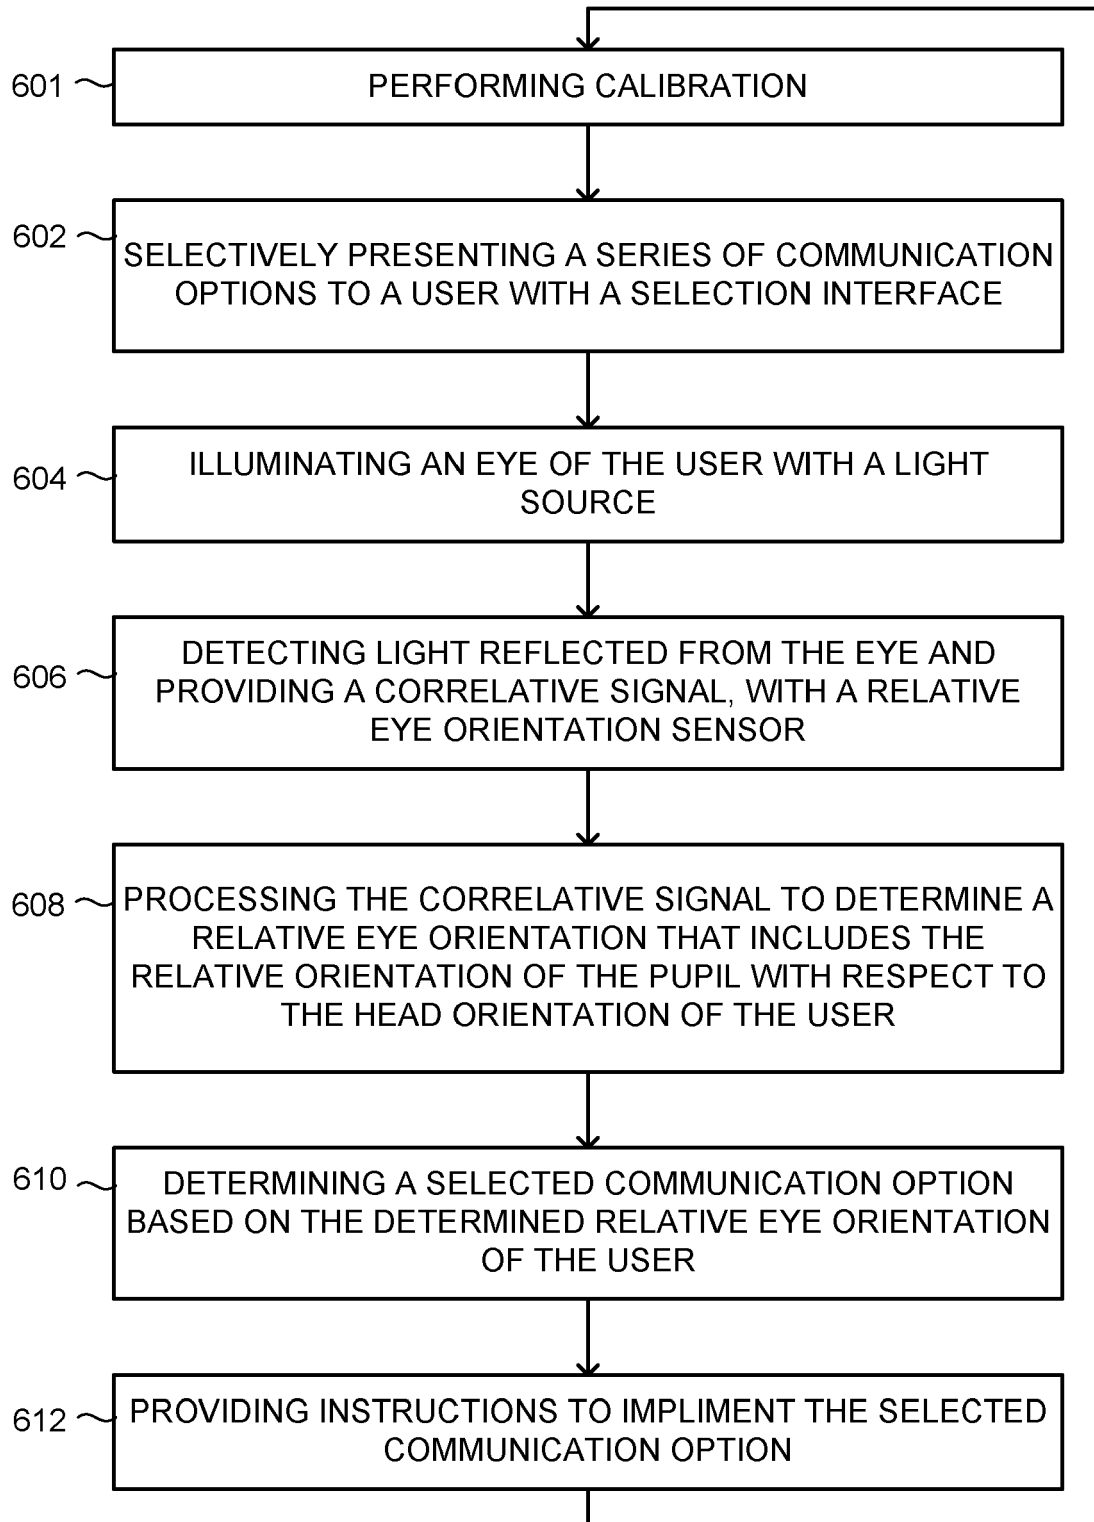 601
PERFORMING CALIBRATION
602
SELECTIVELY PRESENTING A SERIES OF COMMUNICATION
OPTIONS TO A USER WITH A SELECTION INTERFACE
604
ILLUMINATING AN EYE OF THE USER WITH A LIGHT
SOURCE
606
DETECTING LIGHT REFLECTED FROM THE EYE AND
PROVIDING A CORRELATIVE SIGNAL, WITH A RELATIVE
EYE ORIENTATION SENSOR
608
PROCESSING THE CORRELATIVE SIGNAL TO DETERMINE A
RELATIVE EYE ORIENTATION THAT INCLUDES THE
RELATIVE ORIENTATION OF THE PUPIL WITH RESPECT TO
THE HEAD ORIENTATION OF THE USER
610
DETERMINING A SELECTED COMMUNICATION OPTION
BASED ON THE DETERMINED RELATIVE EYE ORIENTATION
OF THE USER
612
PROVIDING INSTRUCTIONS TO IMPLIMENT THE SELECTED
COMMUNICATION OPTION